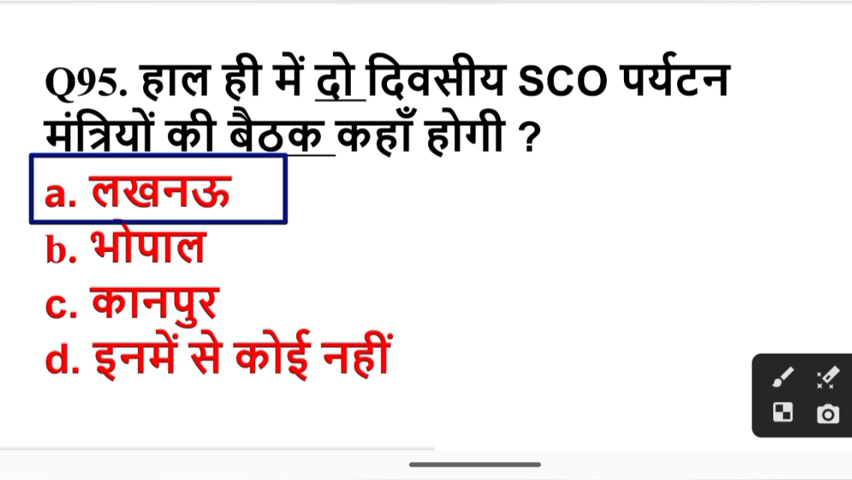 Q95. हाल ही में दो दिवसीय SCO पर्यटन
मंत्रियों की बैठक कहाँ होगी ?
a. लखनऊ
b. भोपाल
c. कानपुर
d. इनमें से कोई नहीं